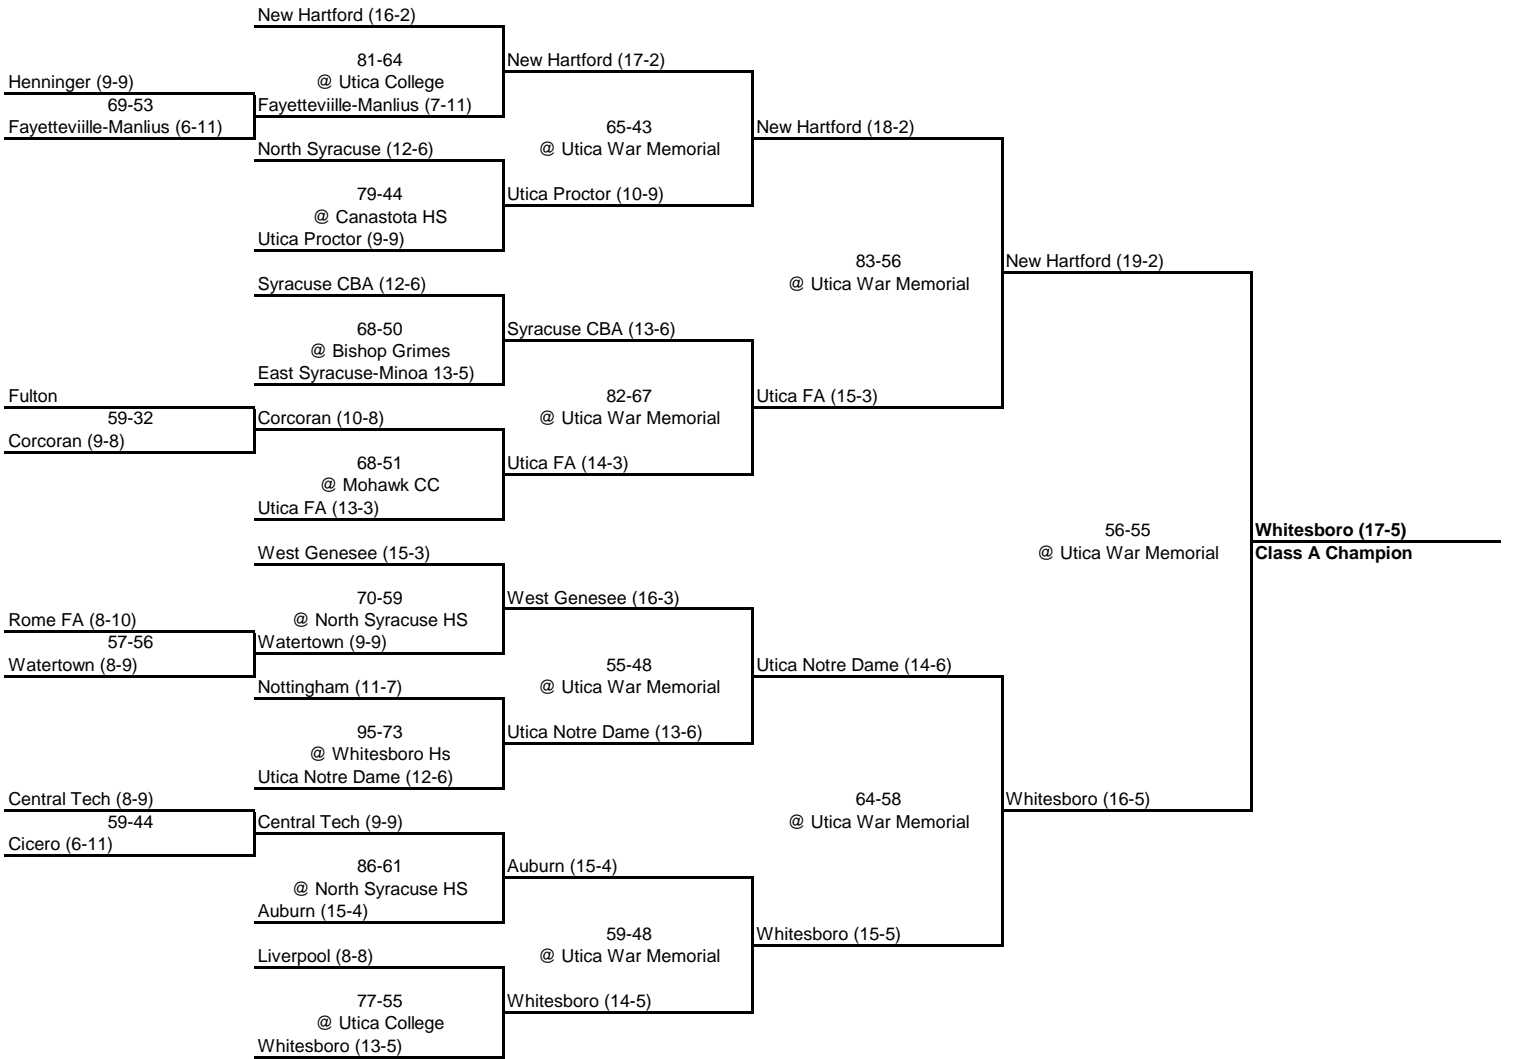 New Hartford (16-2)
81-64
@ Utica College
New Hartford (17-2)
Henninger (9-9)
69-53
Fayetteviille-Manlius (7-11)
Fayetteviille-Manlius (6-11)
65-43
@ Utica War Memorial
New Hartford (18-2)
North Syracuse (12-6)
79-44
@ Canastota HS
Utica Proctor (10-9)
Utica Proctor (9-9)
83-56
@ Utica War Memorial
New Hartford (19-2)
Syracuse CBA (12-6)
68-50
@ Bishop Grimes
Syracuse CBA (13-6)
East Syracuse-Minoa 13-5)
Fulton
59-32
Corcoran (9-8)
Corcoran (10-8)
82-67
@ Utica War Memorial
Utica FA (15-3)
68-51
@ Mohawk CC
Utica FA (14-3)
Utica FA (13-3)
56-55
@ Utica War Memorial
Whitesboro (17-5)
Class A Champion
West Genesee (15-3)
70-59
@ North Syracuse HS
West Genesee (16-3)
Rome FA (8-10)
57-56
Watertown (9-9)
Watertown (8-9)
55-48
@ Utica War Memorial
Utica Notre Dame (14-6)
Nottingham (11-7)
95-73
@ Whitesboro Hs
Utica Notre Dame (13-6)
Utica Notre Dame (12-6)
Central Tech (8-9)
59-44
Cicero (6-11)
Central Tech (9-9)
64-58
@ Utica War Memorial
Whitesboro (16-5)
86-61
@ North Syracuse HS
Auburn (15-4)
Auburn (15-4)
59-48
@ Utica War Memorial
Whitesboro (15-5)
Liverpool (8-8)
77-55
@ Utica College
Whitesboro (14-5)
Whitesboro (13-5)